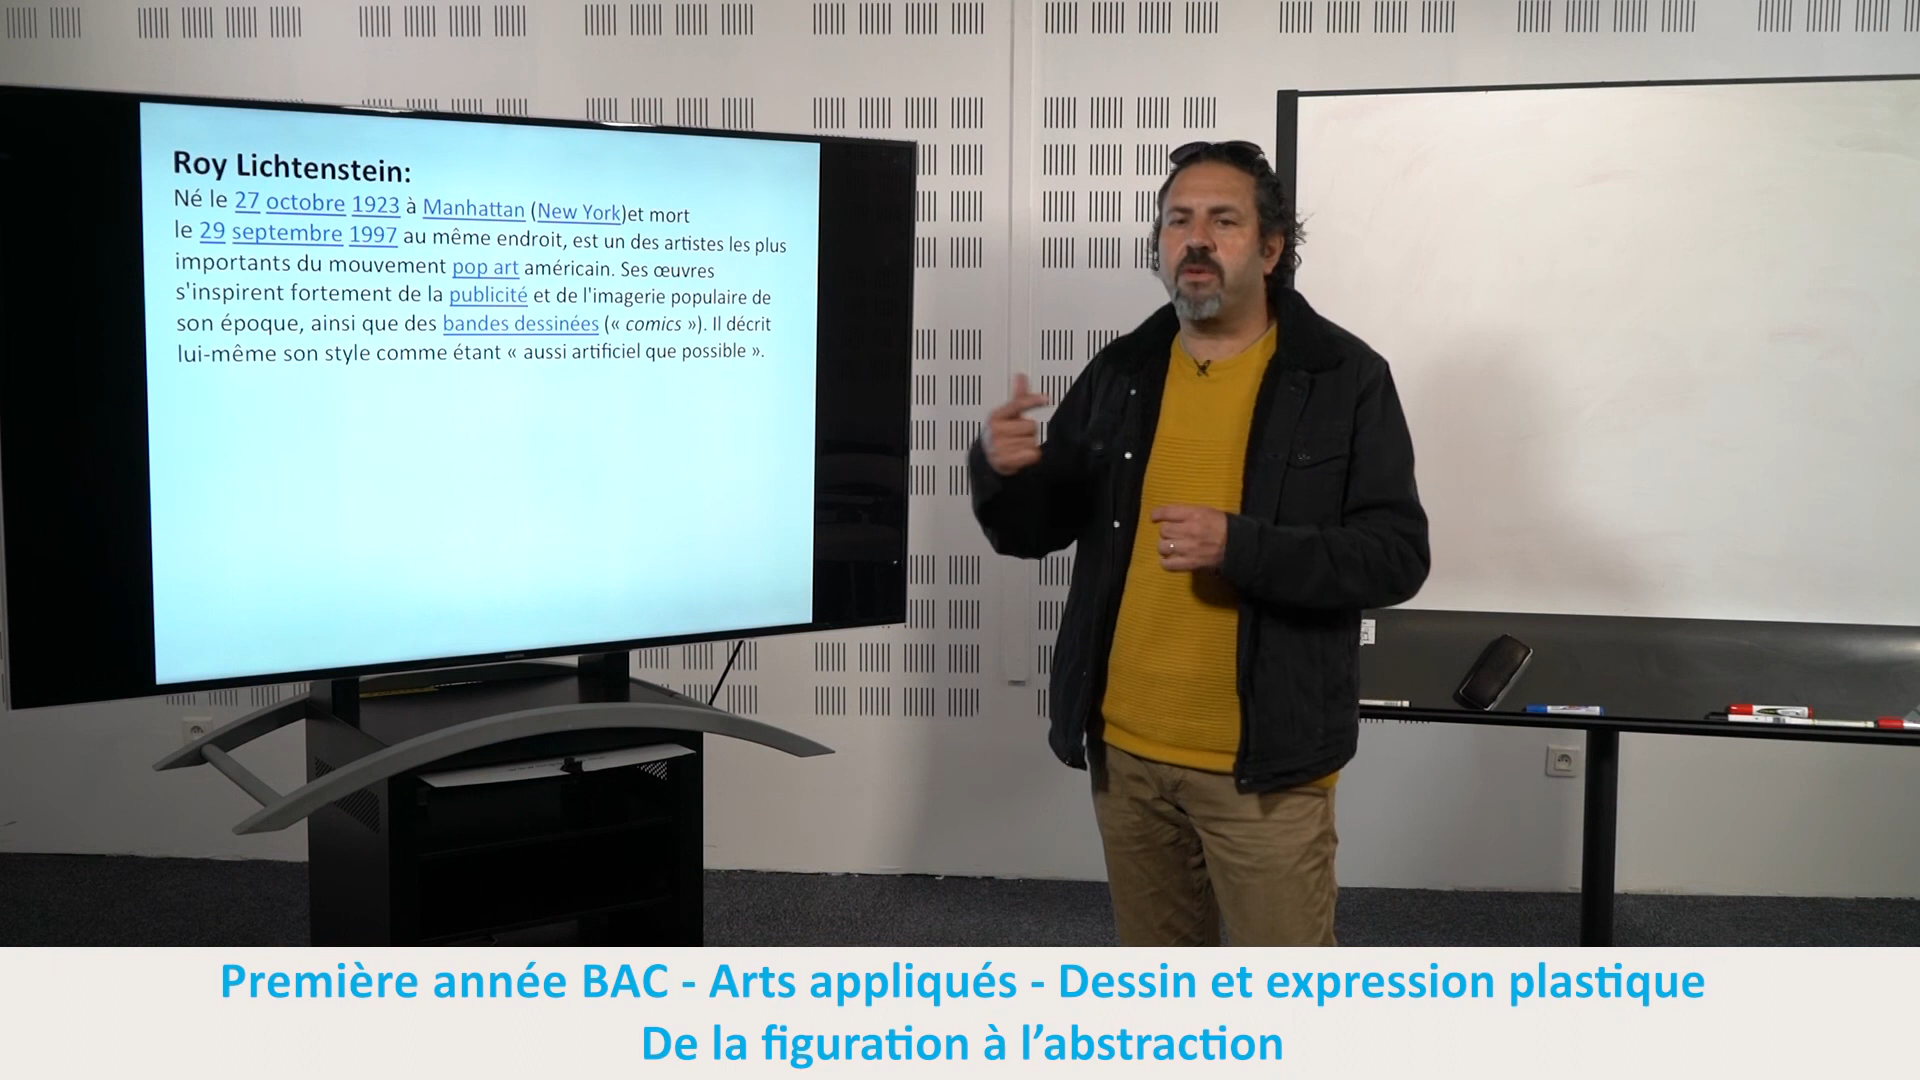 Roy Lichtenstein:
Né le 27 octobre 1923 à Manhattan (New York)et mort
le 29 septembre 1997 au même endroit, est un des artistes les plus
importants du mouvement pop art américain. Ses œuvres
s'inspirent fortement de la publicité et de l'imagerie populaire de
son époque, ainsi que des bandes dessinées (« comics »). Il décrit
lui-même son style comme étant « aussi artificiel que possible ».
Première année BAC - Arts appliqués - Dessin et expression plastique
De la figuration à l’abstraction